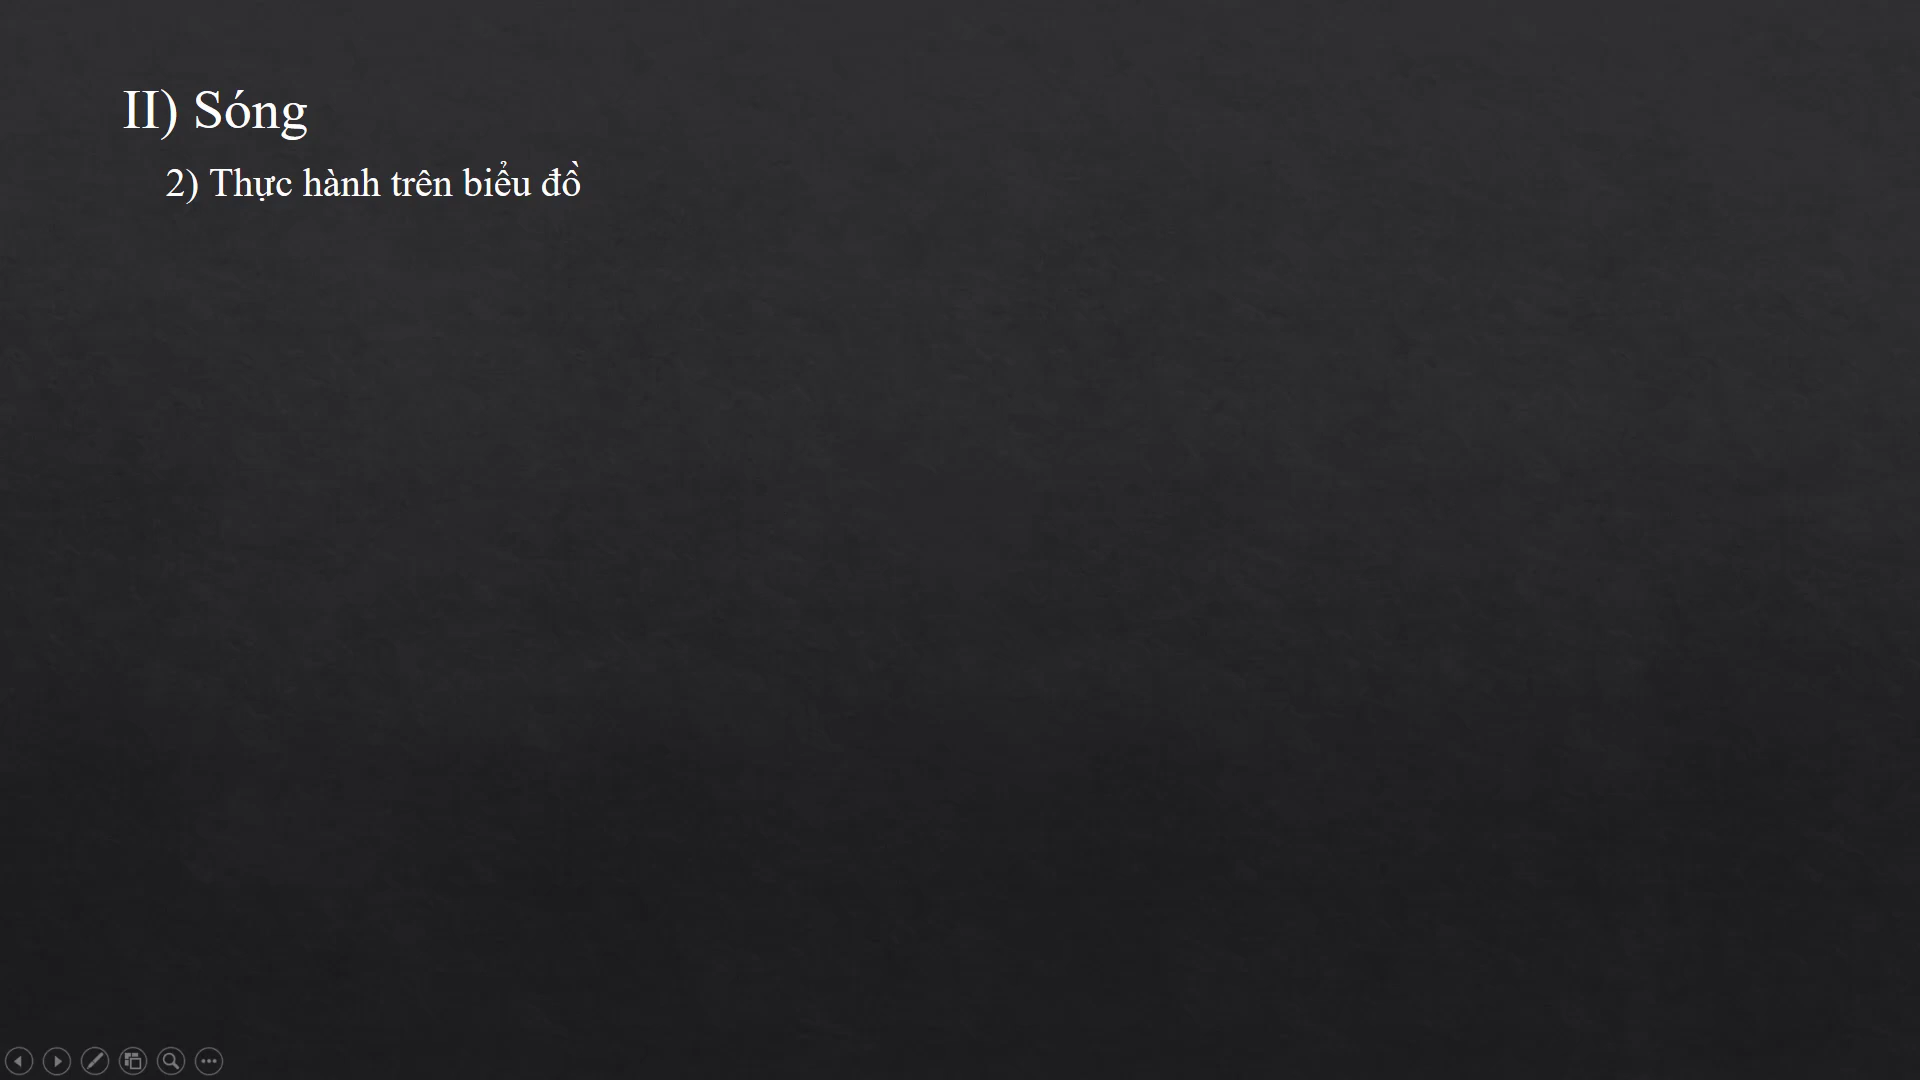 II) Sóng
2) Thực hành trên biểu đồ